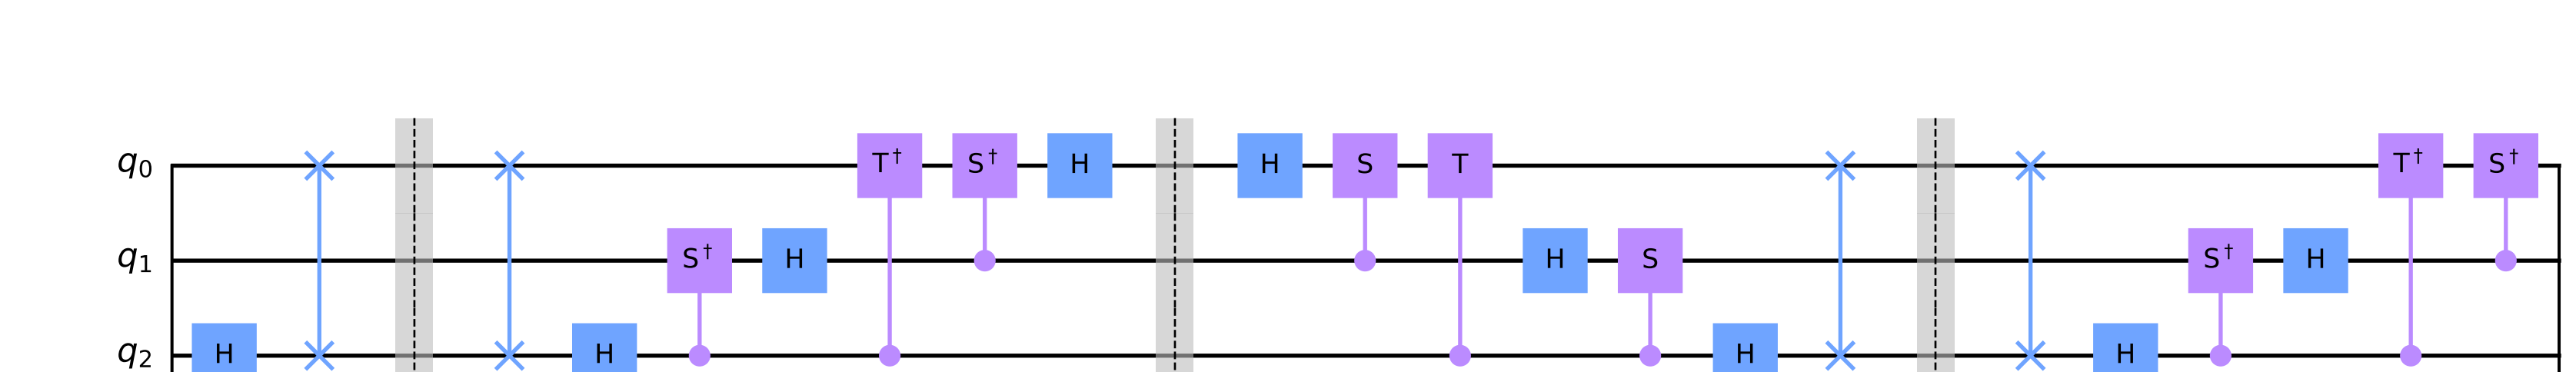 q0 T† S† H H S T T† S†
q1 S† H H S S† H
q2 H H H H